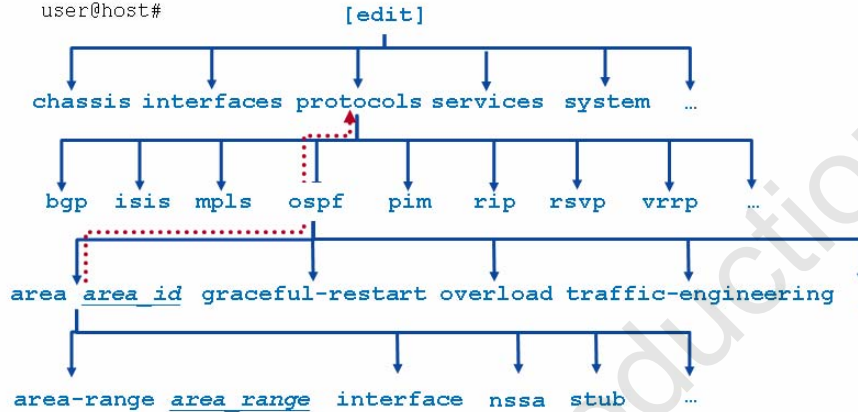 user@host#
[edit]
chassis interfaces protocols services system …
bgp isis mpls ospf pim rip rsvp vrrp …
area area_id graceful-restart overload traffic-engineering
area-range area_range interface nssa stub …